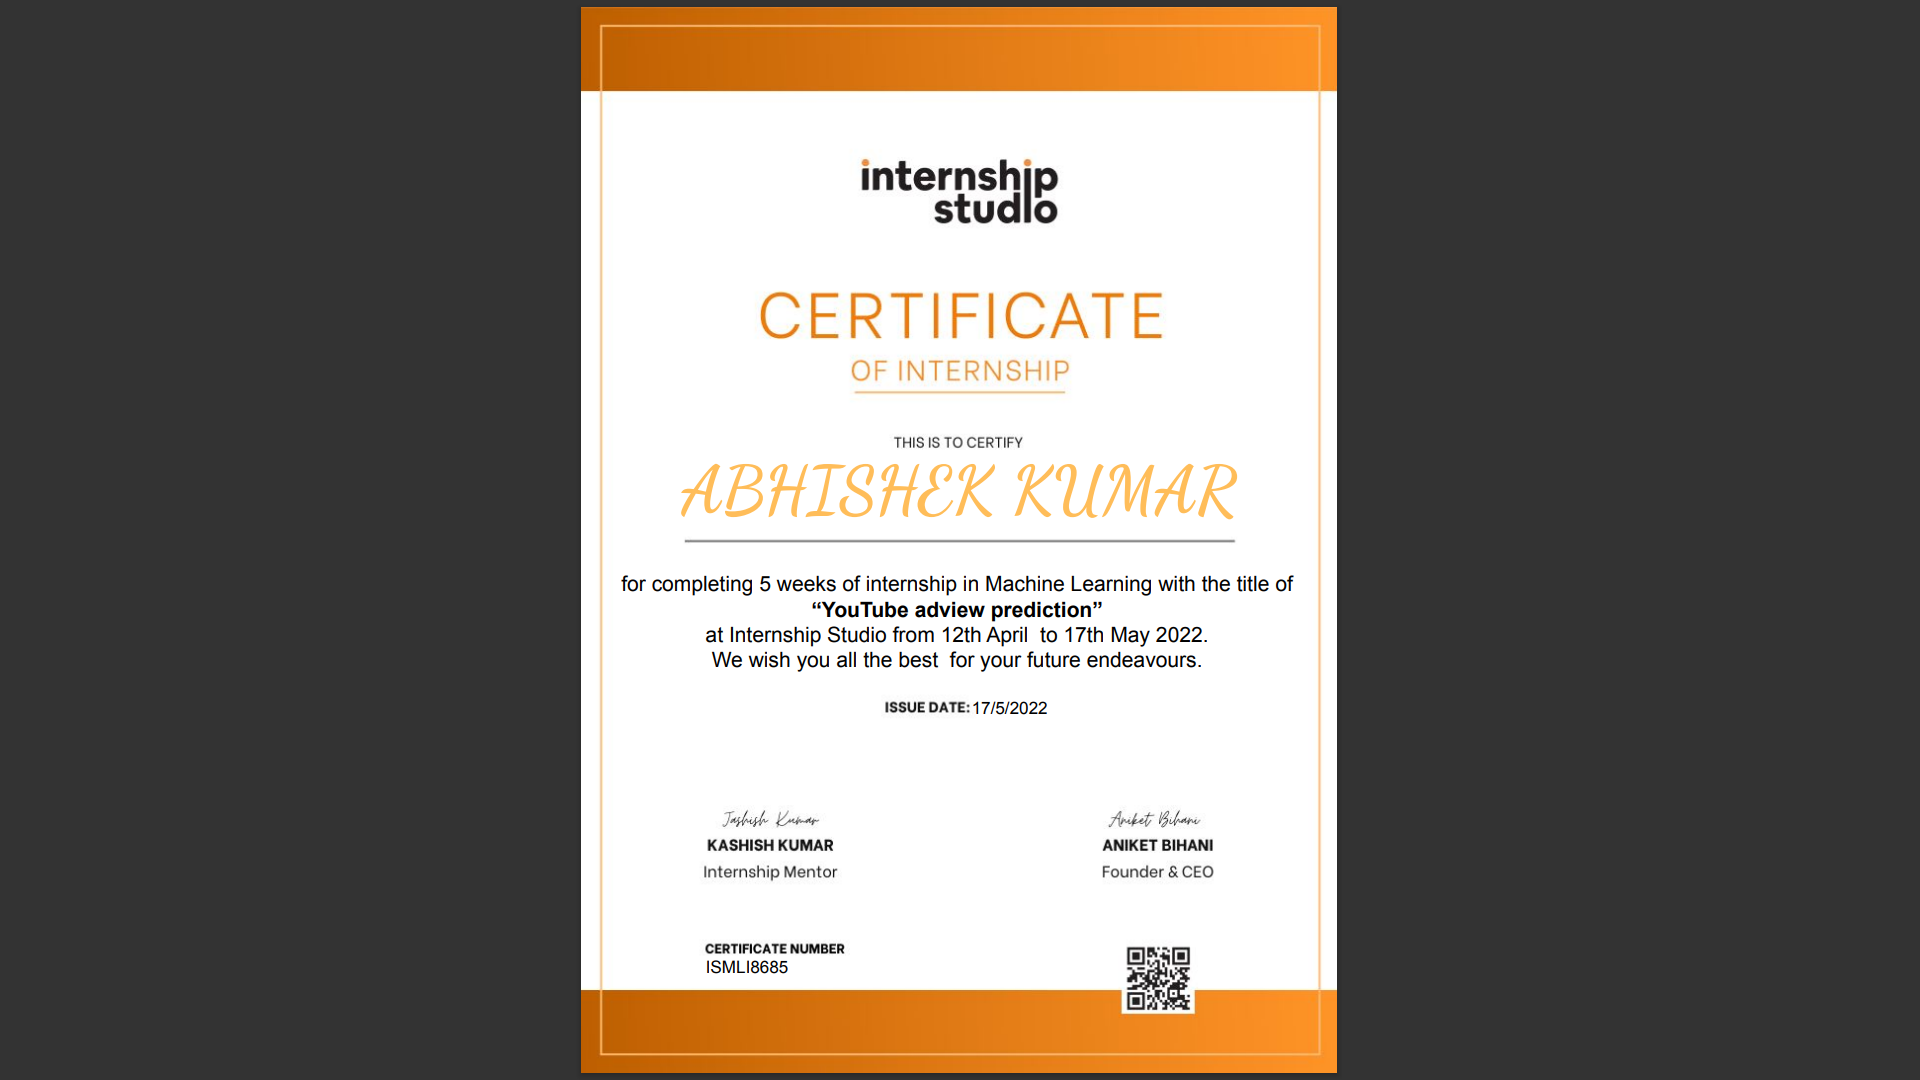 internship
studio
CERTIFICATE
OF INTERNSHIP
THIS IS TO CERTIFY
ABHISHEK KUMAR
for completing 5 weeks of internship in Machine Learning with the title of
“YouTube adview prediction”
at Internship Studio from 12th April  to 17th May 2022.
We wish you all the best  for your future endeavours.
ISSUE DATE: 17/5/2022
Jashish Kumar
Aniket Bihani
KASHISH KUMAR
ANIKET BIHANI
Internship Mentor
Founder & CEO
CERTIFICATE NUMBER
ISMLI8685